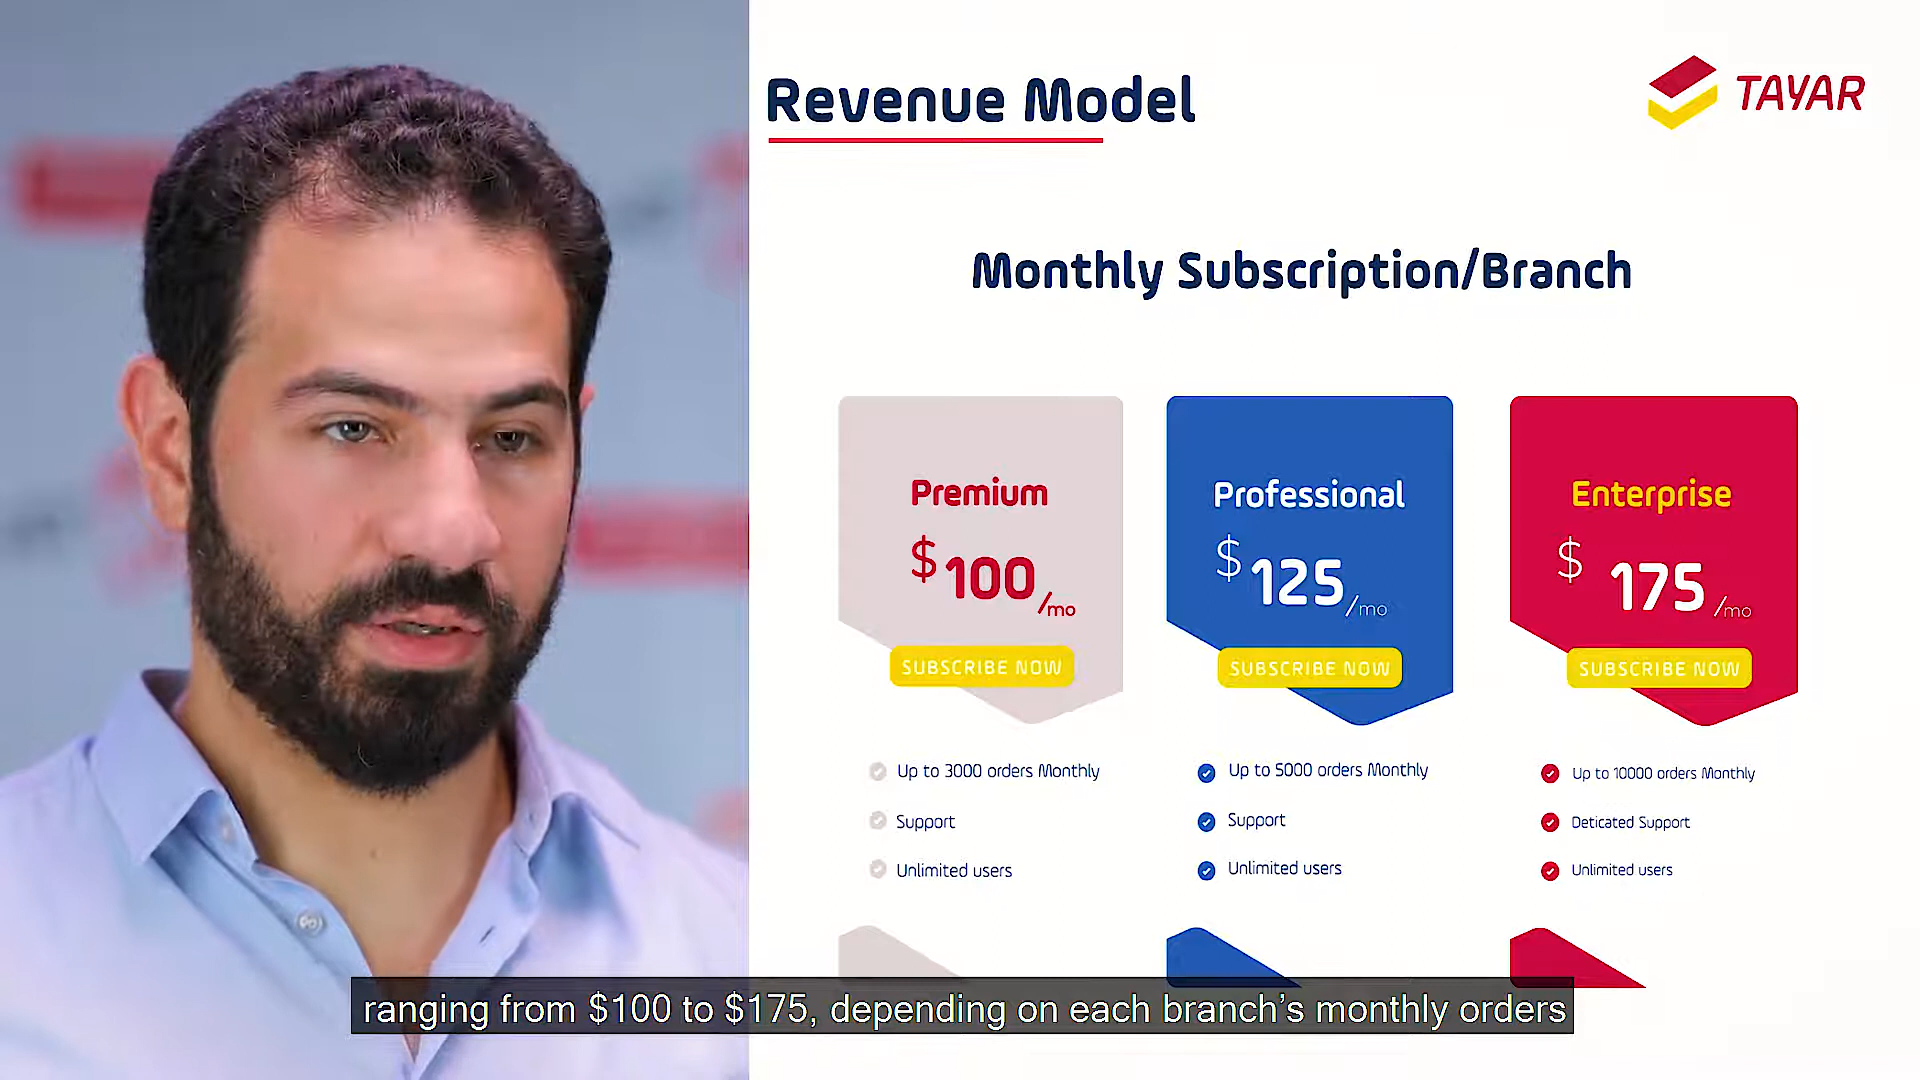 Revenue Model
TAYAR
Monthly Subscription/Branch
Premium
$100/mo
SUBSCRIBE NOW
Up to 3000 orders Monthly
Support
Unlimited users
Professional
$125/mo
SUBSCRIBE NOW
Up to 5000 orders Monthly
Support
Unlimited users
Enterprise
$ 175 /mo
SUBSCRIBE NOW
Up to 10000 orders Monthly
Deticated Support
Unlimited users
ranging from $100 to $175, depending on each branch’s monthly orders